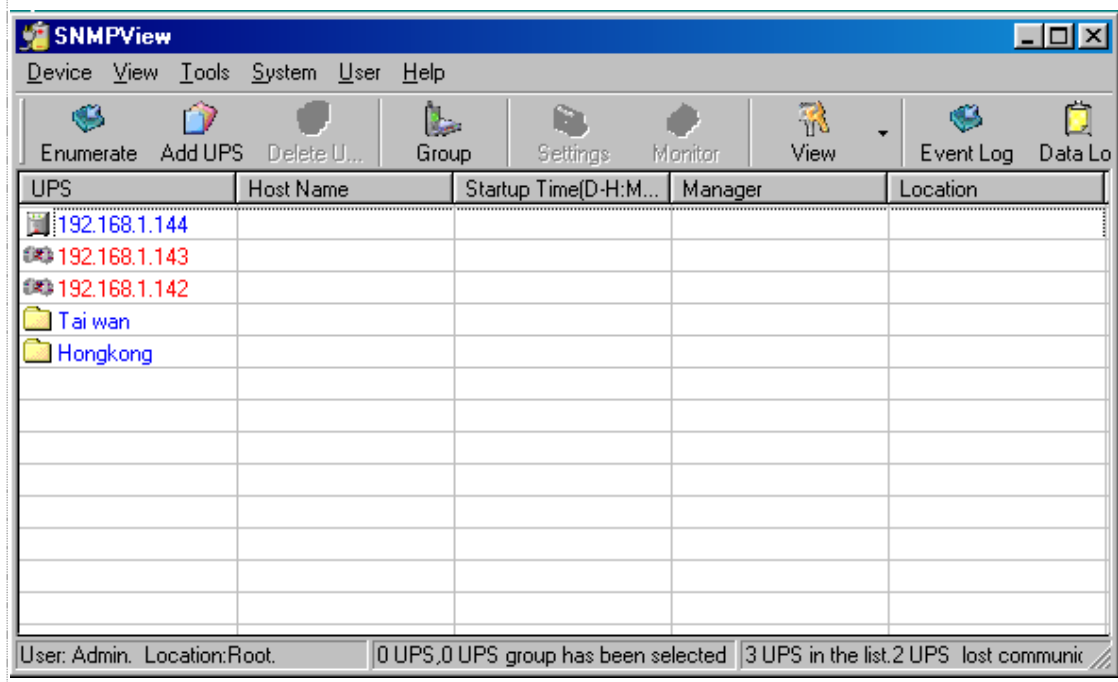 SNMPView
Device View Tools System User Help
Enumerate Add UPS Delete U... Group Settings Monitor View Event Log Data Lo
UPS Host Name Startup Time(D-H:M... Manager Location
192.168.1.144
192.168.1.143
192.168.1.142
Tai wan
Hongkong
User: Admin. Location:Root. 0 UPS,0 UPS group has been selected 3 UPS in the list.2 UPS lost communic